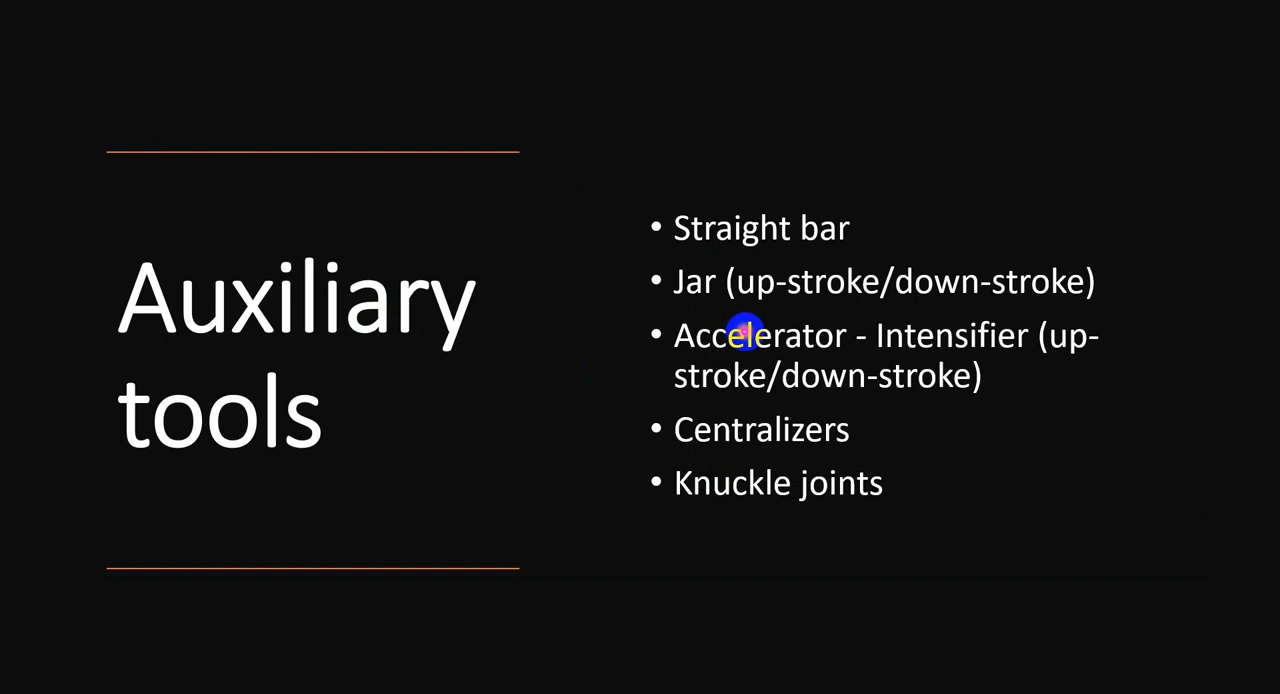 Auxiliary
tools
• Straight bar
• Jar (up-stroke/down-stroke)
• Accelerator - Intensifier (up-
stroke/down-stroke)
• Centralizers
• Knuckle joints